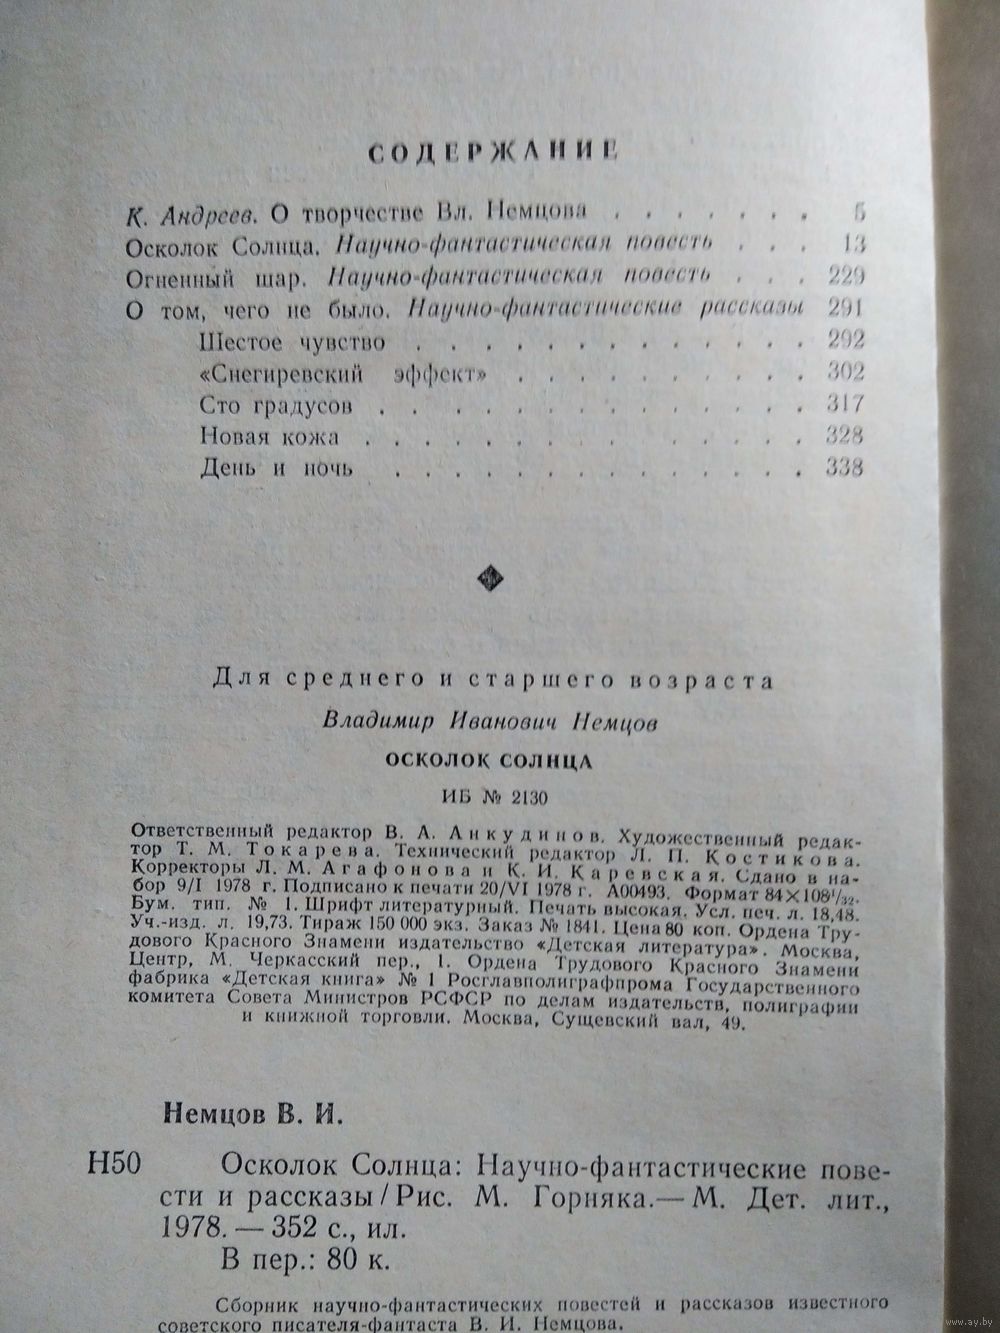 СОДЕРЖАНИЕ
К. Андреев. О творчестве Вл. Немцова . . . . . . . 5
Осколок Солнца. Научно-фантастическая повесть . . . 13
Огненный шар. Научно-фантастическая повесть . . . 229
О том, чего не было. Научно-фантастические рассказы 291
Шестое чувство . . . . . . . . . . . . 292
«Снегиревский эффект» . . . . . . . . . 302
Сто градусов . . . . . . . . . . . . 317
Новая кожа . . . . . . . . . . . . 328
День и ночь . . . . . . . . . . . . 338
Для среднего и старшего возраста
Владимир Иванович Немцов
ОСКОЛОК СОЛНЦА
ИБ № 2130
Ответственный редактор В. А. Анкудинов. Художественный редак-
тор Т. М. Токарева. Технический редактор Л. П. Костикова.
Корректоры Л. М. Агафонова и К. И. Каревская. Сдано в на-
бор 9/I 1978 г. Подписано к печати 20/VI 1978 г. А00493. Формат 84×108¹/₃₂.
Бум. тип. № 1. Шрифт литературный. Печать высокая. Усл. печ. л. 18,48.
Уч.-изд. л. 19,73. Тираж 150 000 экз. Заказ № 1841. Цена 80 коп. Ордена Тру-
дового Красного Знамени издательство «Детская литература». Москва,
Центр, М. Черкасский пер., 1. Ордена Трудового Красного Знамени
фабрика «Детская книга» № 1 Росглавполиграфпрома Государственного
комитета Совета Министров РСФСР по делам издательств, полиграфии
и книжной торговли. Москва, Сущевский вал, 49.
Немцов В. И.
Н50 Осколок Солнца: Научно-фантастические пове-
сти и рассказы/Рис. М. Горняка.— М. Дет. лит.,
1978. — 352 с., ил.
В пер.: 80 к.
Сборник научно-фантастических повестей и рассказов известного
советского писателя-фантаста В. И. Немцова.
www.ay.by